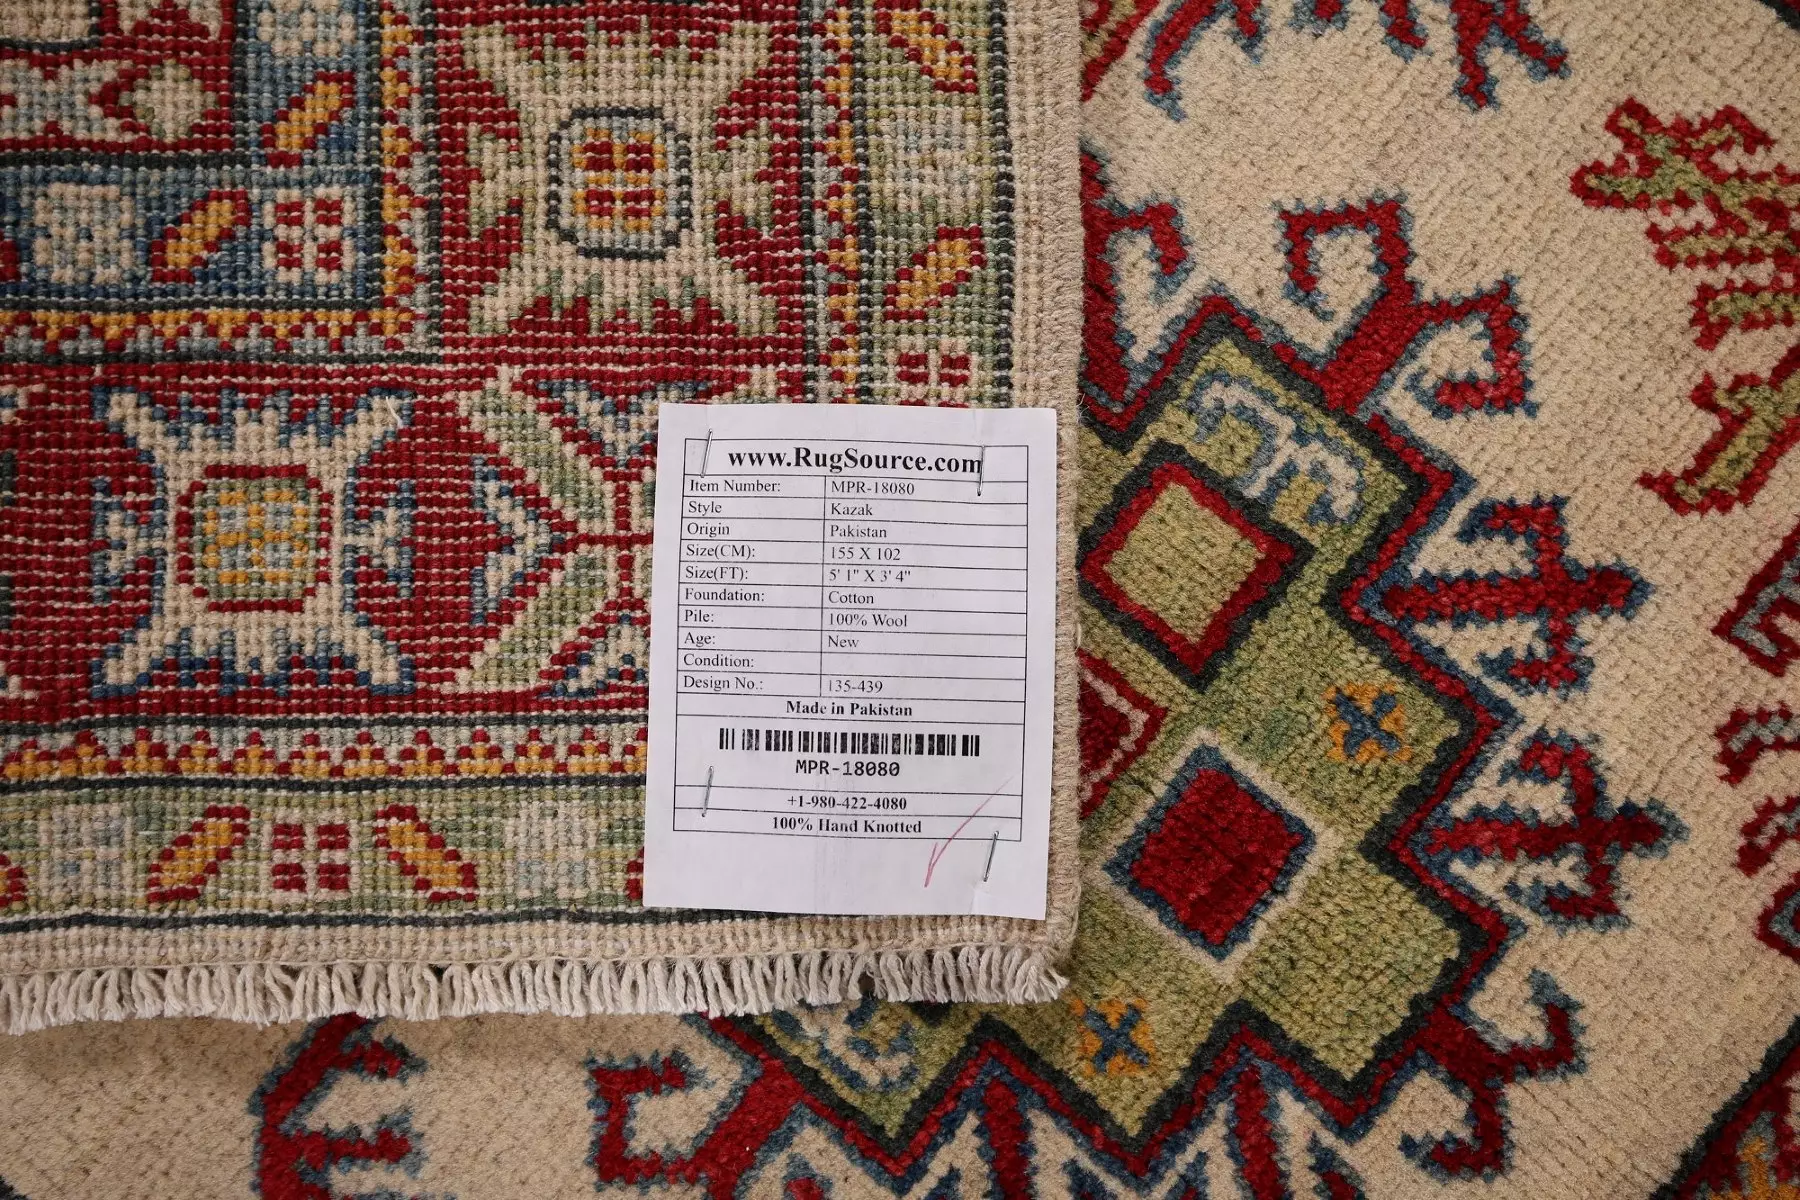 www.RugSource.com
Item Number: MPR-18080
Style Kazak
Origin Pakistan
Size(CM): 155 X 102
Size(FT): 5' 1" X 3' 4"
Foundation: Cotton
Pile: 100% Wool
Age: New
Condition:
Design No.: 135-439
Made in Pakistan
MPR-18080
+1-980-422-4080
100% Hand Knotted